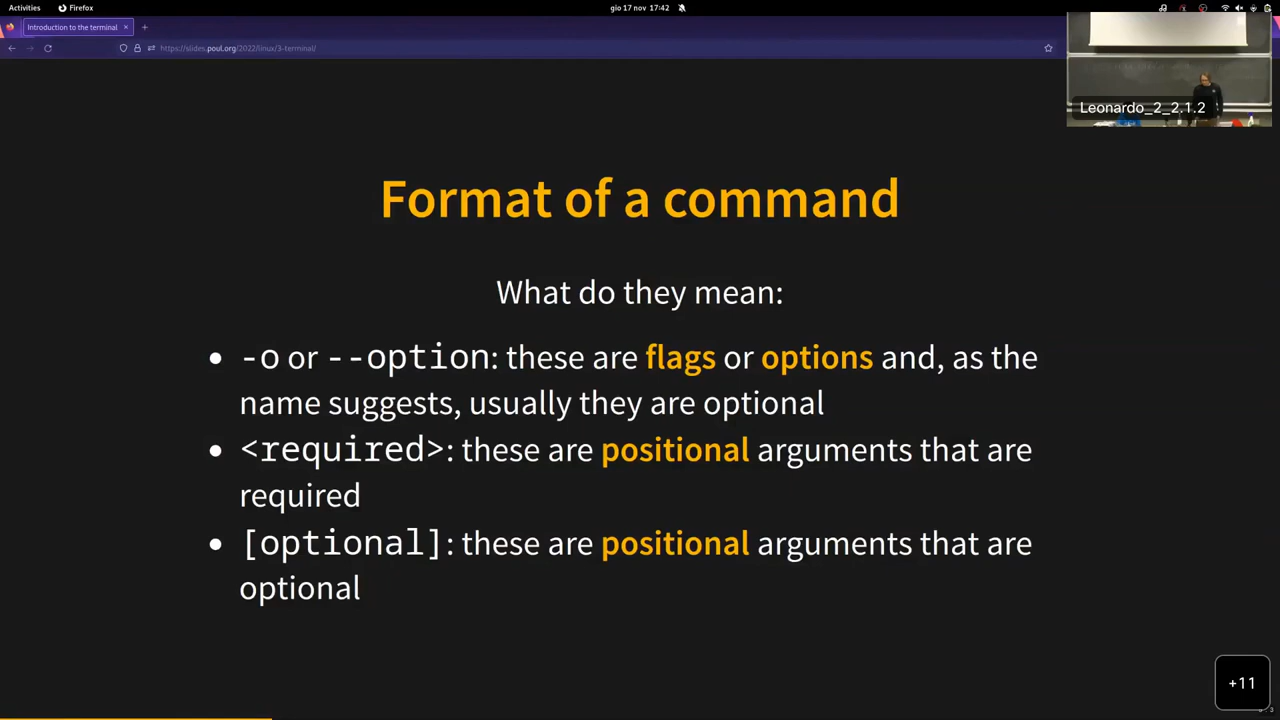 Activities
Firefox
gio 17 nov 17:42
Introduction to the terminal
https://slides.poul.org/2022/linux/3-terminal/
Leonardo_2_2.1.2
Format of a command
What do they mean:
-o or --option: these are flags or options and, as the
name suggests, usually they are optional
<required>: these are positional arguments that are
required
[optional]: these are positional arguments that are
optional
+11